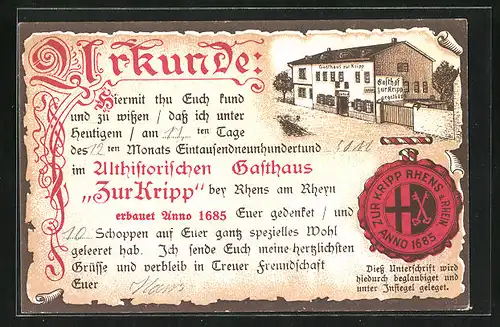 Urkunde:
Hiermit thu Euch kund
und zu wißen / daß ich unter
Heutigem / am 11 ten Tage
des 12 ten Monats Eintausendneunhundertund
im Althistorischen Gasthaus
„Zur Kripp" bey Rhens am Rheyn
erbauet Anno 1685 Euer gedenket / und
10 Schoppen auf Euer gantz spezielles Wohl
geleeret hab. Ich sende Euch meine herzlichsten
Grüsse und verbleib in Treuer Freundschaft
Euer
Gasthaus zur Kripp
Gasthof
zur Kripp
ZUR KRIPP RHENS a/RHEIN
ANNO 1685
Dieß Unterschrift wird
hiedurch beglaubiget und
unter Insiegel geleget.